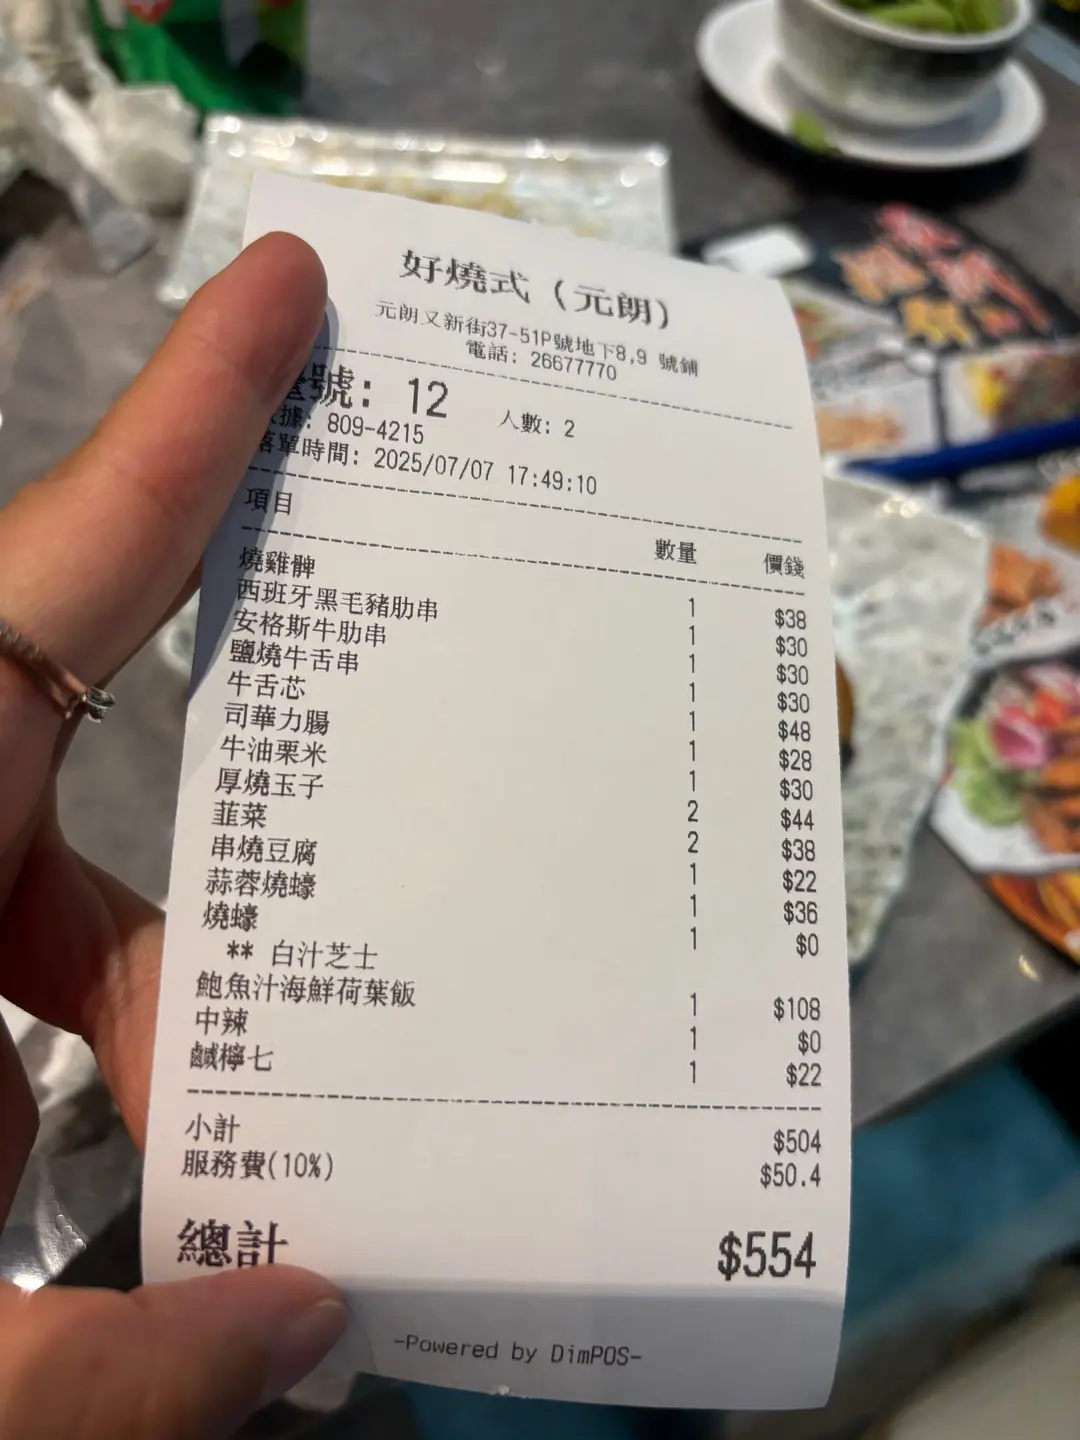 好燒式（元朗）
元朗又新街37-51P號地下8,9 號鋪
電話: 26677770
號: 12 人數: 2
據: 809-4215
落單時間: 2025/07/07 17:49:10
項目 數量 價錢
燒雞髀 1 $38
西班牙黑毛豬肋串 1 $30
安格斯牛肋串 1 $30
鹽燒牛舌串 1 $30
牛舌芯 1 $48
司華力腸 1 $28
牛油粟米 1 $30
厚燒玉子 2 $44
韮菜 2 $38
串燒豆腐 1 $22
蒜蓉燒蠔 1 $36
燒蠔 1 $0
** 白汁芝士
鮑魚汁海鮮荷葉飯 1 $108
中辣 1 $0
鹹檸七 1 $22
小計 $504
服務費(10%) $50.4
總計 $554
-Powered by DimPOS-